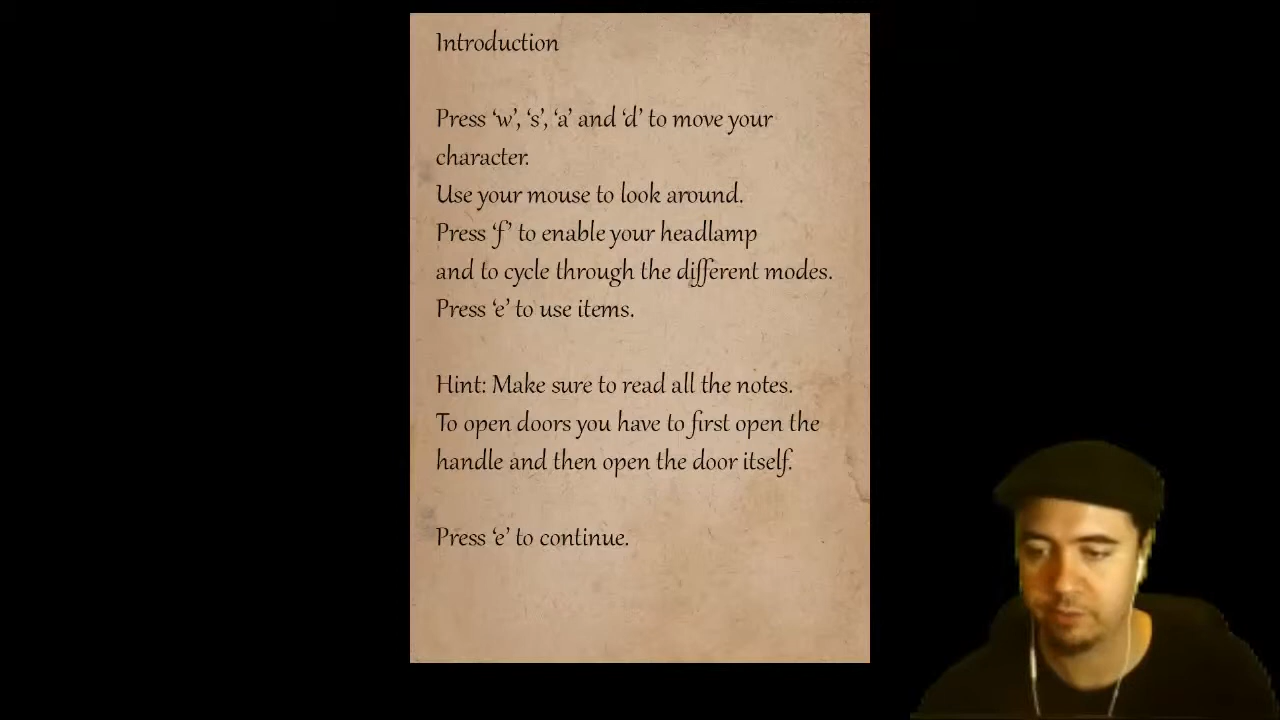 Introduction
Press ‘w’, ‘s’, ‘a’ and ‘d’ to move your
character.
Use your mouse to look around.
Press ‘f’ to enable your headlamp
and to cycle through the different modes.
Press ‘e’ to use items.
Hint: Make sure to read all the notes.
To open doors you have to first open the
handle and then open the door itself.
Press ‘e’ to continue.